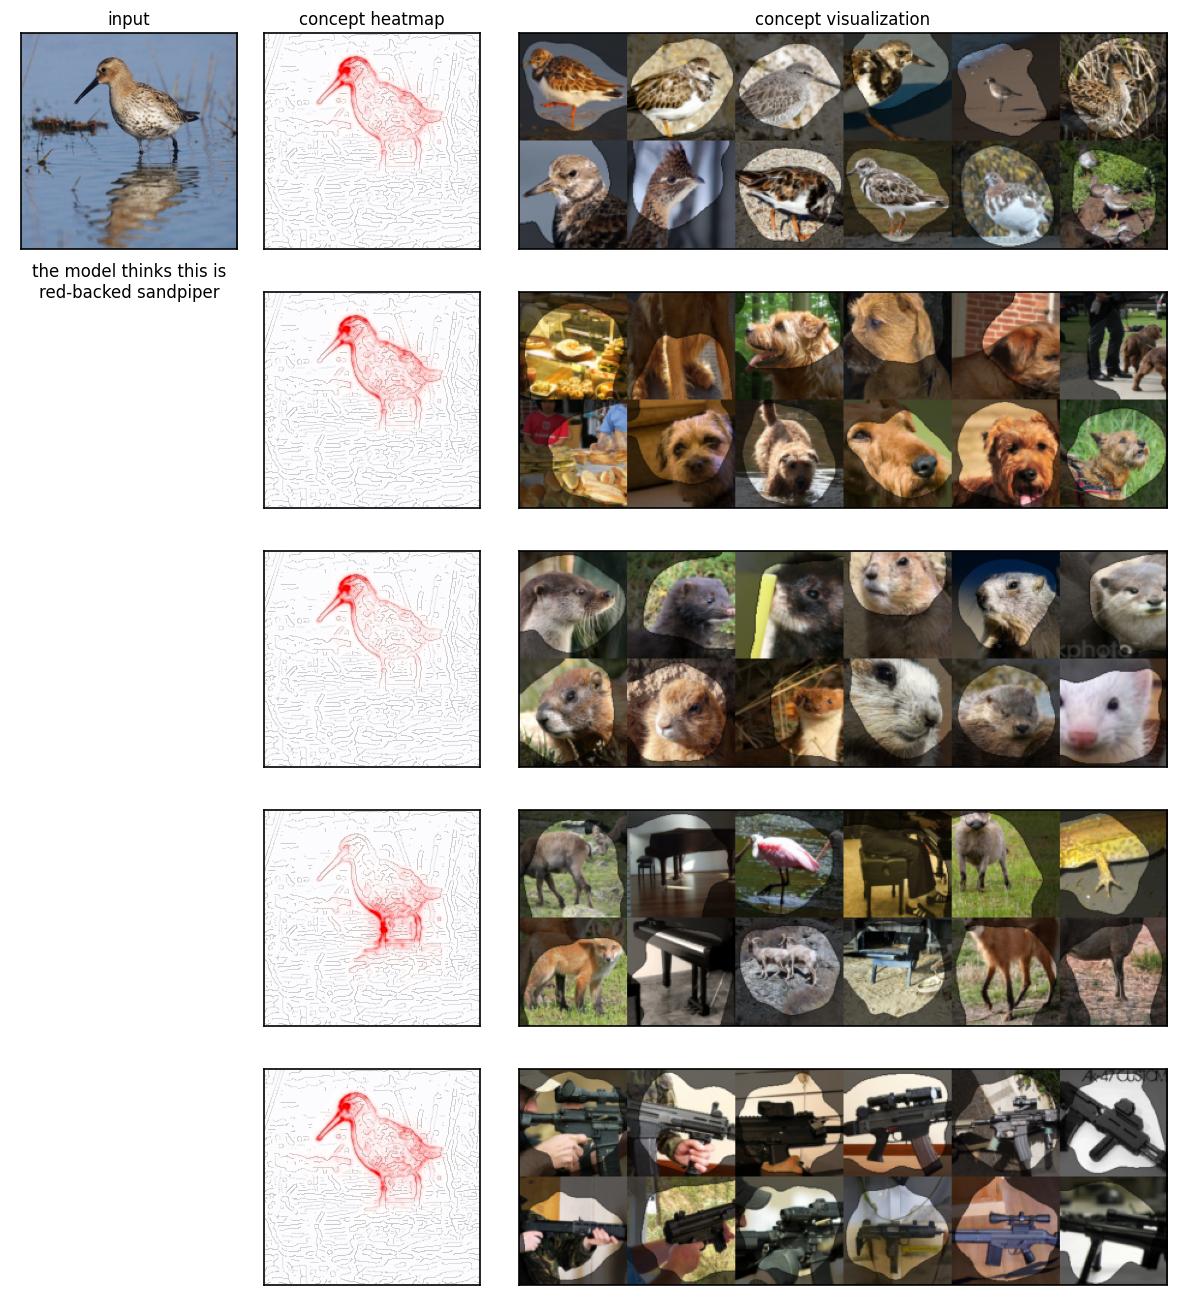 input
concept heatmap
concept visualization
the model thinks this is
red-backed sandpiper